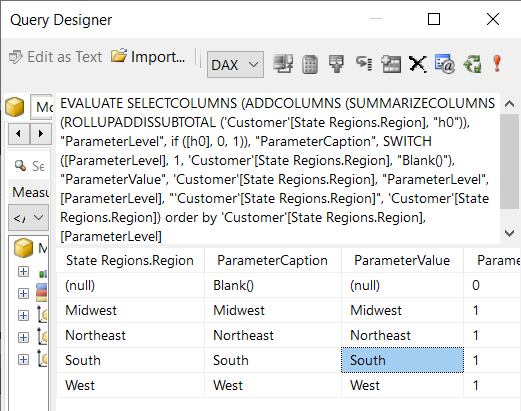 Query Designer
Edit as Text Import... DAX
Mo
EVALUATE SELECTCOLUMNS (ADDCOLUMNS (SUMMARIZECOLUMNS
(ROLLUPADDISSUBTOTAL ('Customer'[State Regions.Region], "h0")),
"ParameterLevel", if ([h0], 0, 1)), "ParameterCaption", SWITCH
([ParameterLevel], 1, 'Customer'[State Regions.Region], "Blank()"),
"ParameterValue", 'Customer'[State Regions.Region], "ParameterLevel",
[ParameterLevel], "'Customer'[State Regions.Region]", 'Customer'[State
Regions.Region]) order by 'Customer'[State Regions.Region],
[ParameterLevel]
Se
Measu
M
State Regions.Region ParameterCaption ParameterValue Parame
(null) Blank() (null) 0
Midwest Midwest Midwest 1
Northeast Northeast Northeast 1
South South South 1
West West West 1